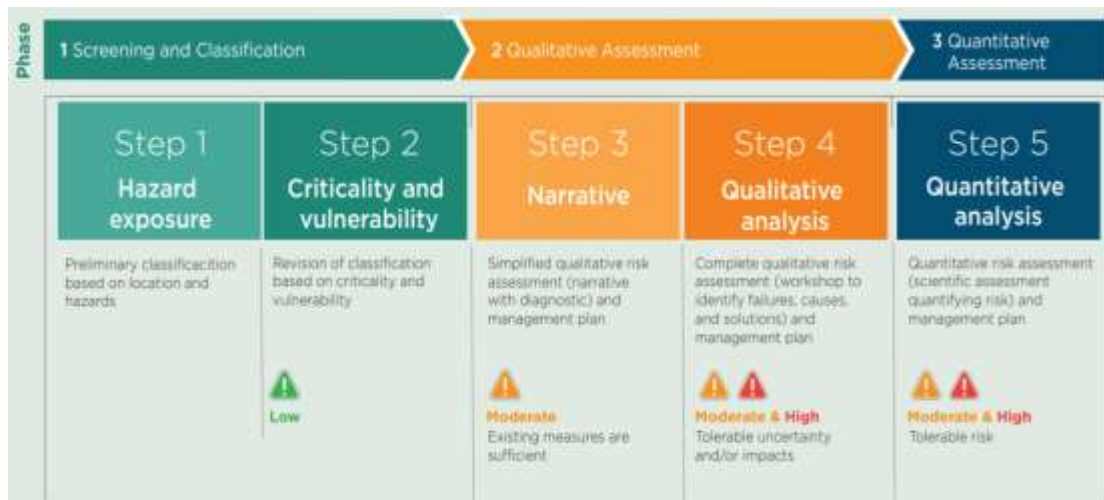 Phase
1 Screening and Classification
2 Qualitative Assessment
3 Quantitative
Assessment
Step 1
Hazard
exposure
Preliminary classificacition
based on location and
hazards
Step 2
Criticality and
vulnerability
Revision of classification
based on criticality and
vulnerability
Low
Step 3
Narrative
Simplified qualitative risk
assessment (narrative
with diagnostic) and
management plan
Moderate
Existing measures are
sufficient
Step 4
Qualitative
analysis
Complete qualitative risk
assessment (workshop to
identify failures, causes,
and solutions) and
management plan
Moderate & High
Tolerable uncertainty
and/or impacts
Step 5
Quantitative
analysis
Quantitative risk assessment
(scientific assessment
quantifying risk) and
management plan
Moderate & High
Tolerable risk